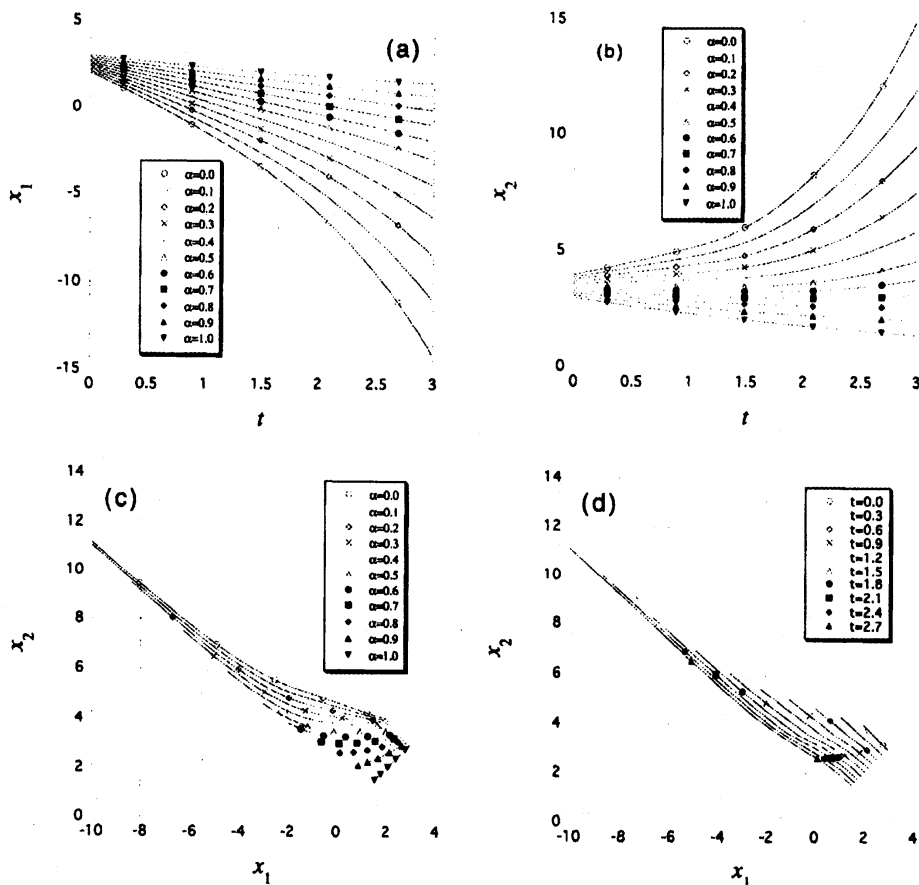 (a)
5
0
-5
-10
-15
x1
α=0.0
α=0.1
α=0.2
α=0.3
α=0.4
α=0.5
α=0.6
α=0.7
α=0.8
α=0.9
α=1.0
0 0.5 1 1.5 2 2.5 3
t
(b)
15
10
5
0
x2
α=0.0
α=0.1
α=0.2
α=0.3
α=0.4
α=0.5
α=0.6
α=0.7
α=0.8
α=0.9
α=1.0
0 0.5 1 1.5 2 2.5 3
t
(c)
14
12
10
8
6
4
2
0
x2
α=0.0
α=0.1
α=0.2
α=0.3
α=0.4
α=0.5
α=0.6
α=0.7
α=0.8
α=0.9
α=1.0
-10 -8 -6 -4 -2 0 2 4
x1
(d)
14
12
10
8
6
4
2
0
x2
t=0.0
t=0.3
t=0.6
t=0.9
t=1.2
t=1.5
t=1.8
t=2.1
t=2.4
t=2.7
-10 -8 -6 -4 -2 0 2 4
x1